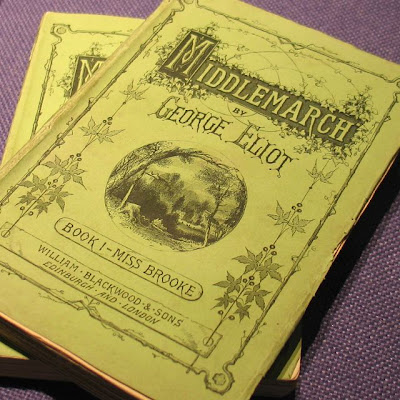 MIDDLEMARCH
BY
GEORGE ELIOT
BOOK I-MISS BROOKE
WILLIAM·BLACKWOOD·&·SONS
EDINBURGH·AND·LONDON
M